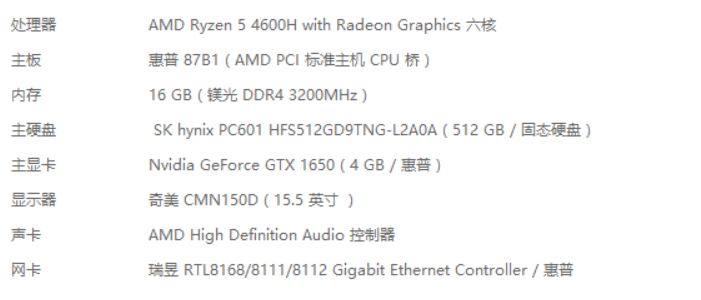 处理器 AMD Ryzen 5 4600H with Radeon Graphics 六核
主板 惠普 87B1 ( AMD PCI 标准主机 CPU 桥 )
内存 16 GB ( 镁光 DDR4 3200MHz )
主硬盘 SK hynix PC601 HFS512GD9TNG-L2A0A ( 512 GB / 固态硬盘 )
主显卡 Nvidia GeForce GTX 1650 ( 4 GB / 惠普 )
显示器 奇美 CMN150D ( 15.5 英寸 )
声卡 AMD High Definition Audio 控制器
网卡 瑞昱 RTL8168/8111/8112 Gigabit Ethernet Controller / 惠普